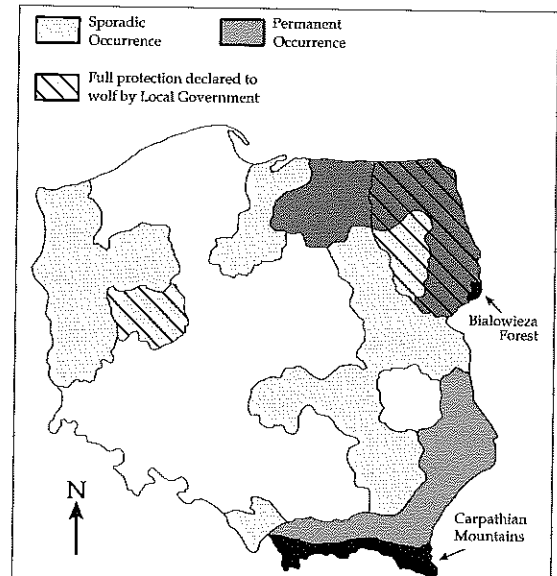 Sporadic
Occurrence
Permanent
Occurrence
Full protection declared to
wolf by Local Government
Bialowieza
Forest
N
Carpathian
Mountains